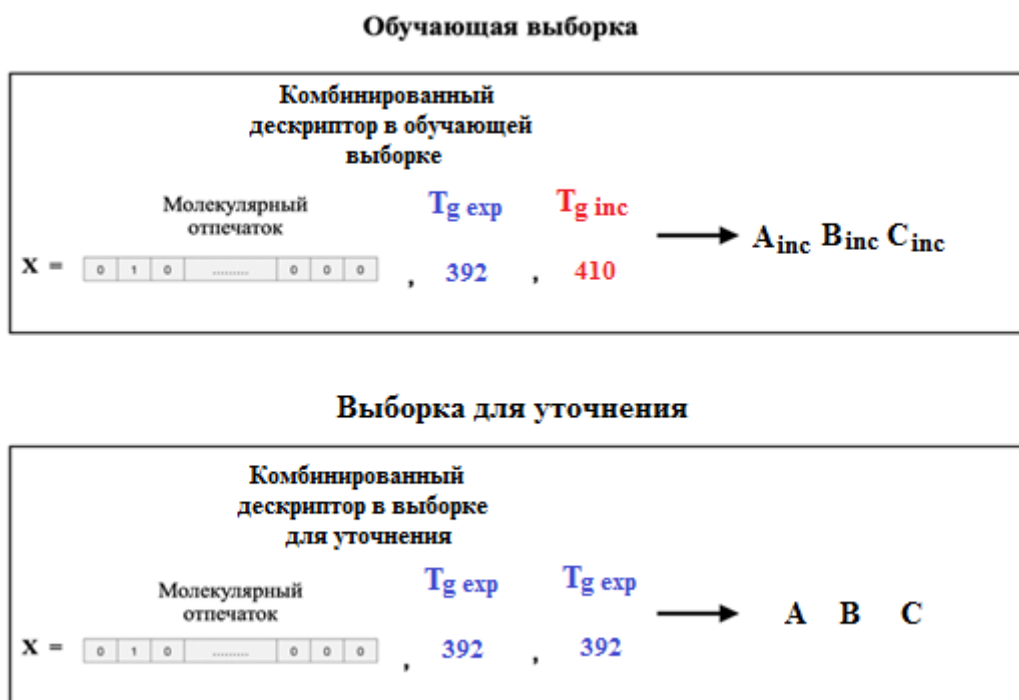 Обучающая выборка
Комбинированный
дескриптор в обучающей
выборке
Молекулярный
отпечаток
Tg exp Tg inc
Ainc Binc Cinc
X = 0 1 0 ......... 0 0 0 , 392 , 410
Выборка для уточнения
Комбинированный
дескриптор в выборке
для уточнения
Молекулярный
отпечаток
Tg exp Tg exp
A B C
X = 0 1 0 ......... 0 0 0 , 392 , 392